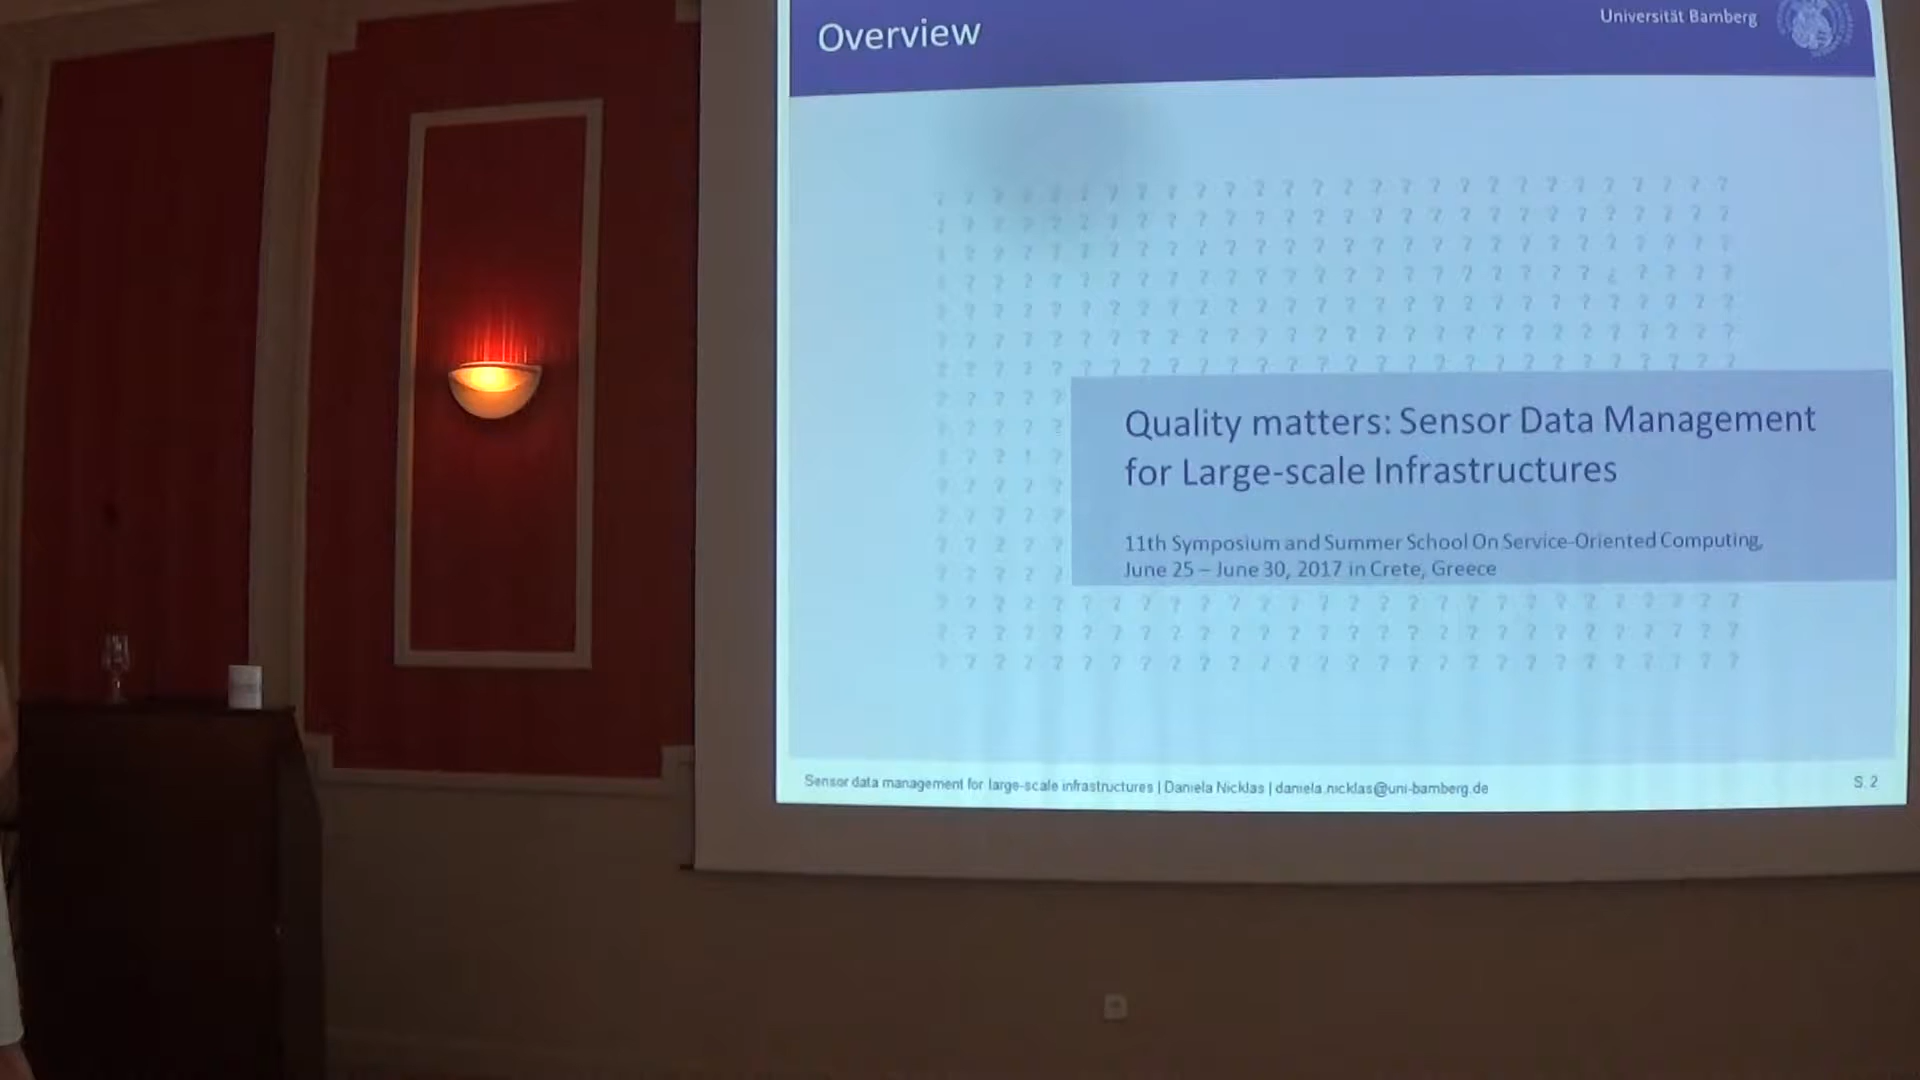 Overview
Universität Bamberg
Quality matters: Sensor Data Management
for Large-scale Infrastructures
11th Symposium and Summer School On Service-Oriented Computing,
June 25 – June 30, 2017 in Crete, Greece
Sensor data management for large-scale infrastructures | Daniela Nicklas | daniela.nicklas@uni-bamberg.de
S. 2